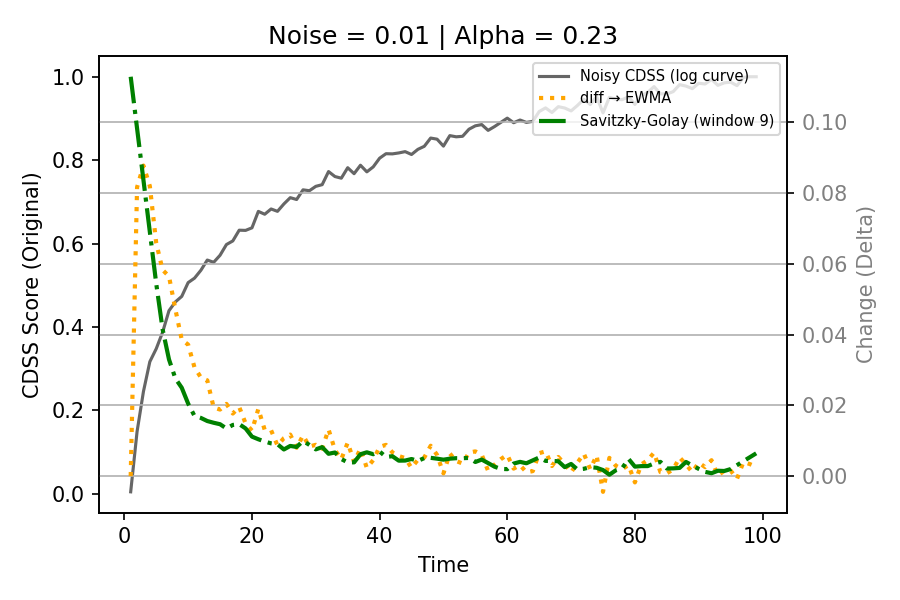 Noise = 0.01 | Alpha = 0.23
CDSS Score (Original)
1.0
0.8
0.6
0.4
0.2
0.0
Noisy CDSS (log curve)
diff → EWMA
Savitzky-Golay (window 9)
0.10
0.08
0.06
0.04
0.02
0.00
Change (Delta)
0 20 40 60 80 100
Time